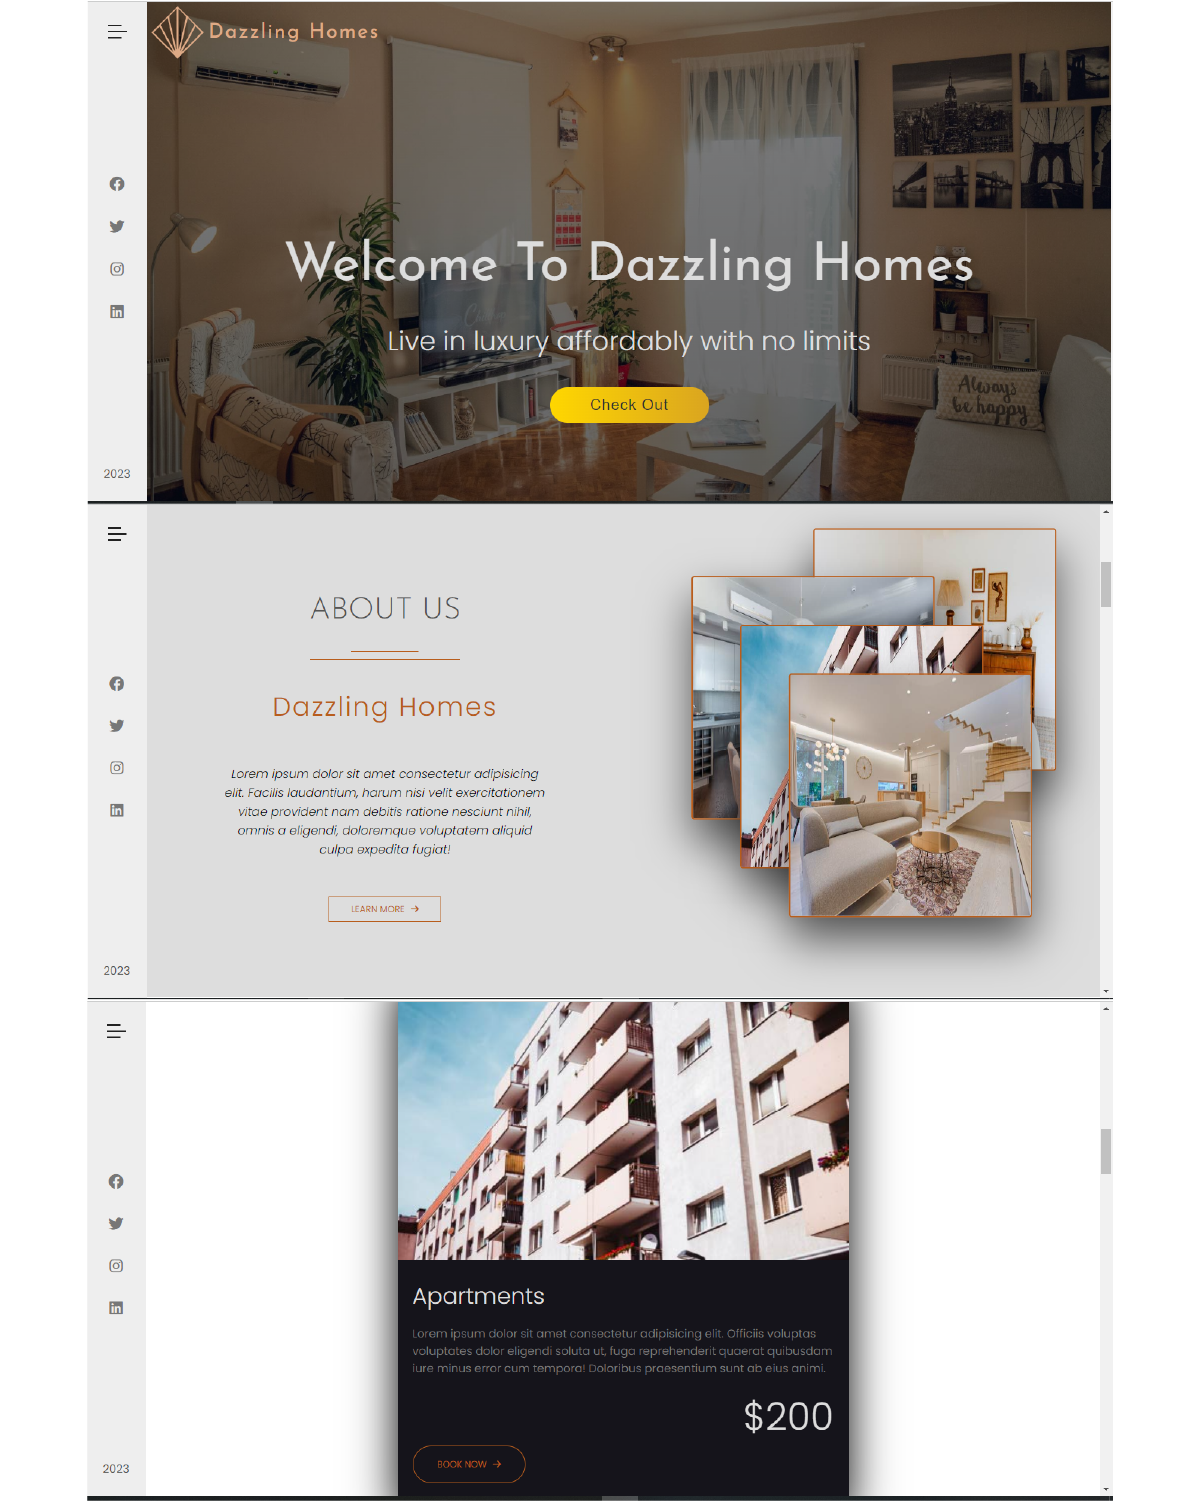 Dazzling Homes
Welcome To Dazzling Homes
Live in luxury affordably with no limits
Always
be happy
Check Out
2023
ABOUT US
Dazzling Homes
Lorem ipsum dolor sit amet consectetur adipisicing
elit. Facilis laudantium, harum nisi velit exercitationem
vitae provident nam debitis ratione nesciunt nihil,
omnis a eligendi, doloremque voluptatem aliquid
culpa expedita fugiat!
LEARN MORE →
2023
Apartments
Lorem ipsum dolor sit amet consectetur adipisicing elit. Officiis voluptas
voluptates dolor eligendi soluta ut, fuga reprehenderit quaerat quibusdam
iure minus error cum tempora! Doloribus praesentium sunt ab eius animi.
$200
BOOK NOW →
2023